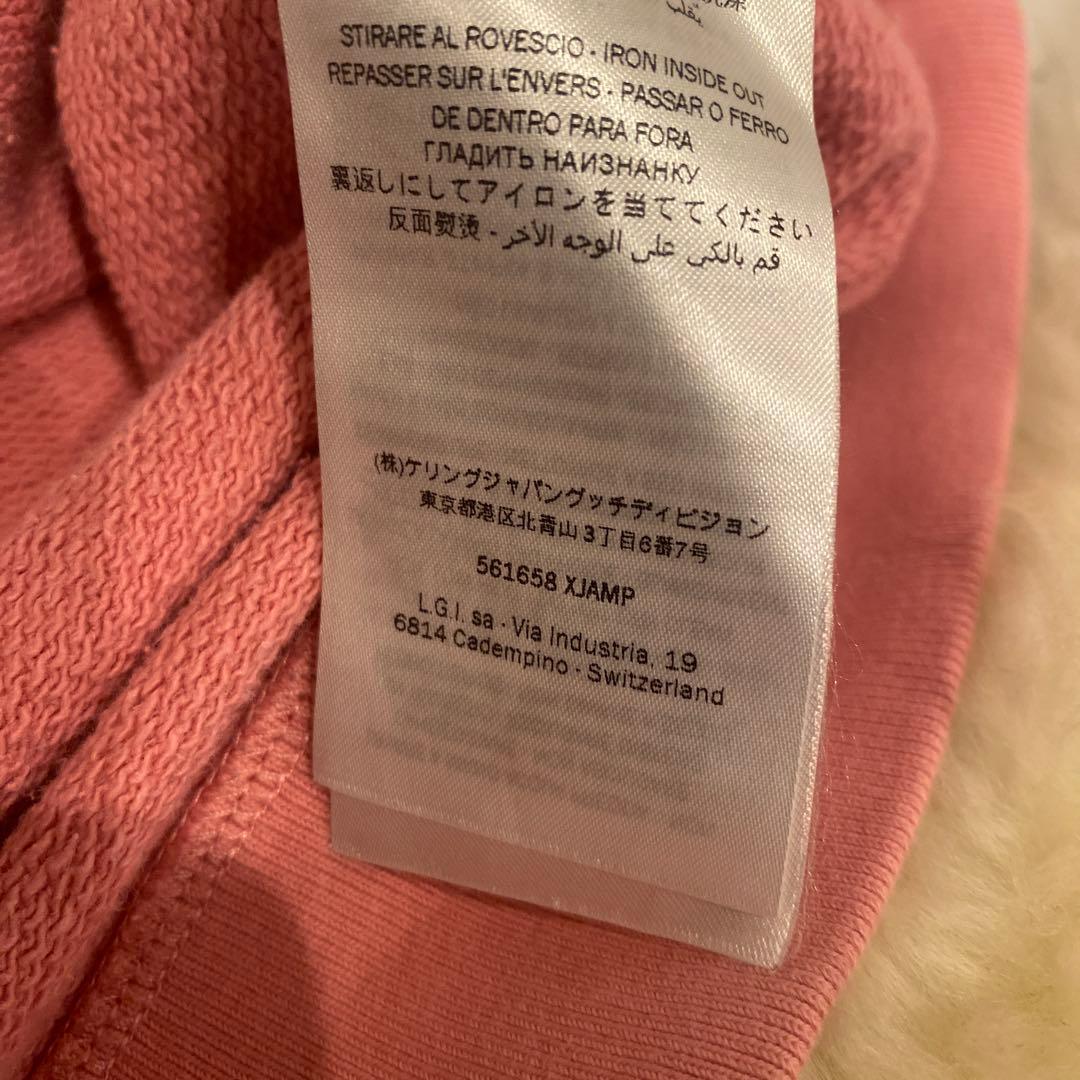 يقلب
STIRARE AL ROVESCIO - IRON INSIDE OUT
REPASSER SUR L'ENVERS - PASSAR O FERRO
DE DENTRO PARA FORA
ГЛАДИТЬ НАИЗНАНКУ
裏返しにしてアイロンを当ててください
反面熨烫 - قم بالكي على الوجه الآخر
(株)ケリングジャパングッチディビジョン
東京都港区北青山3丁目6番7号
561658 XJAMP
L.G.I. sa - Via Industria, 19
6814 Cadempino - Switzerland